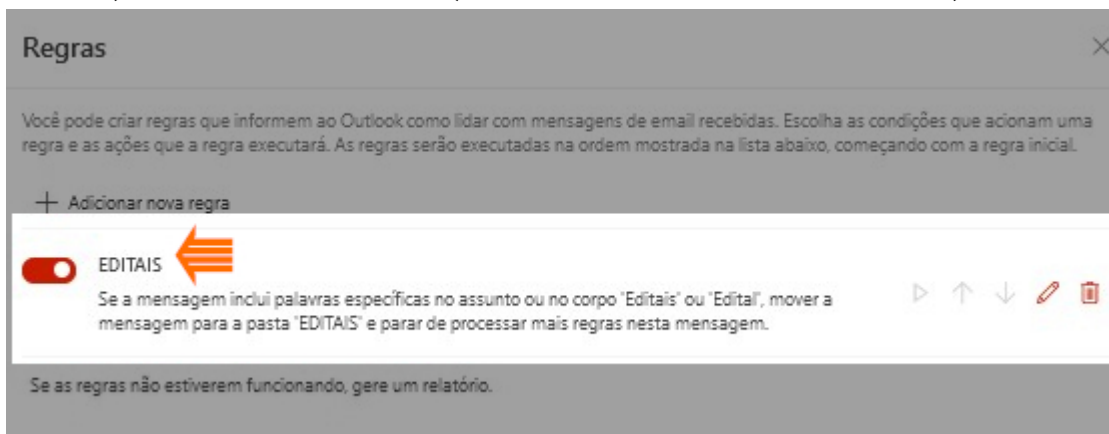 Regras
Você pode criar regras que informem ao Outlook como lidar com mensagens de email recebidas. Escolha as condições que acionam uma
regra e as ações que a regra executará. As regras serão executadas na ordem mostrada na lista abaixo, começando com a regra inicial.
Adicionar nova regra
EDITAIS
Se a mensagem inclui palavras específicas no assunto ou no corpo 'Editais' ou 'Edital', mover a
mensagem para a pasta 'EDITAIS' e parar de processar mais regras nesta mensagem.
Se as regras não estiverem funcionando, gere um relatório.